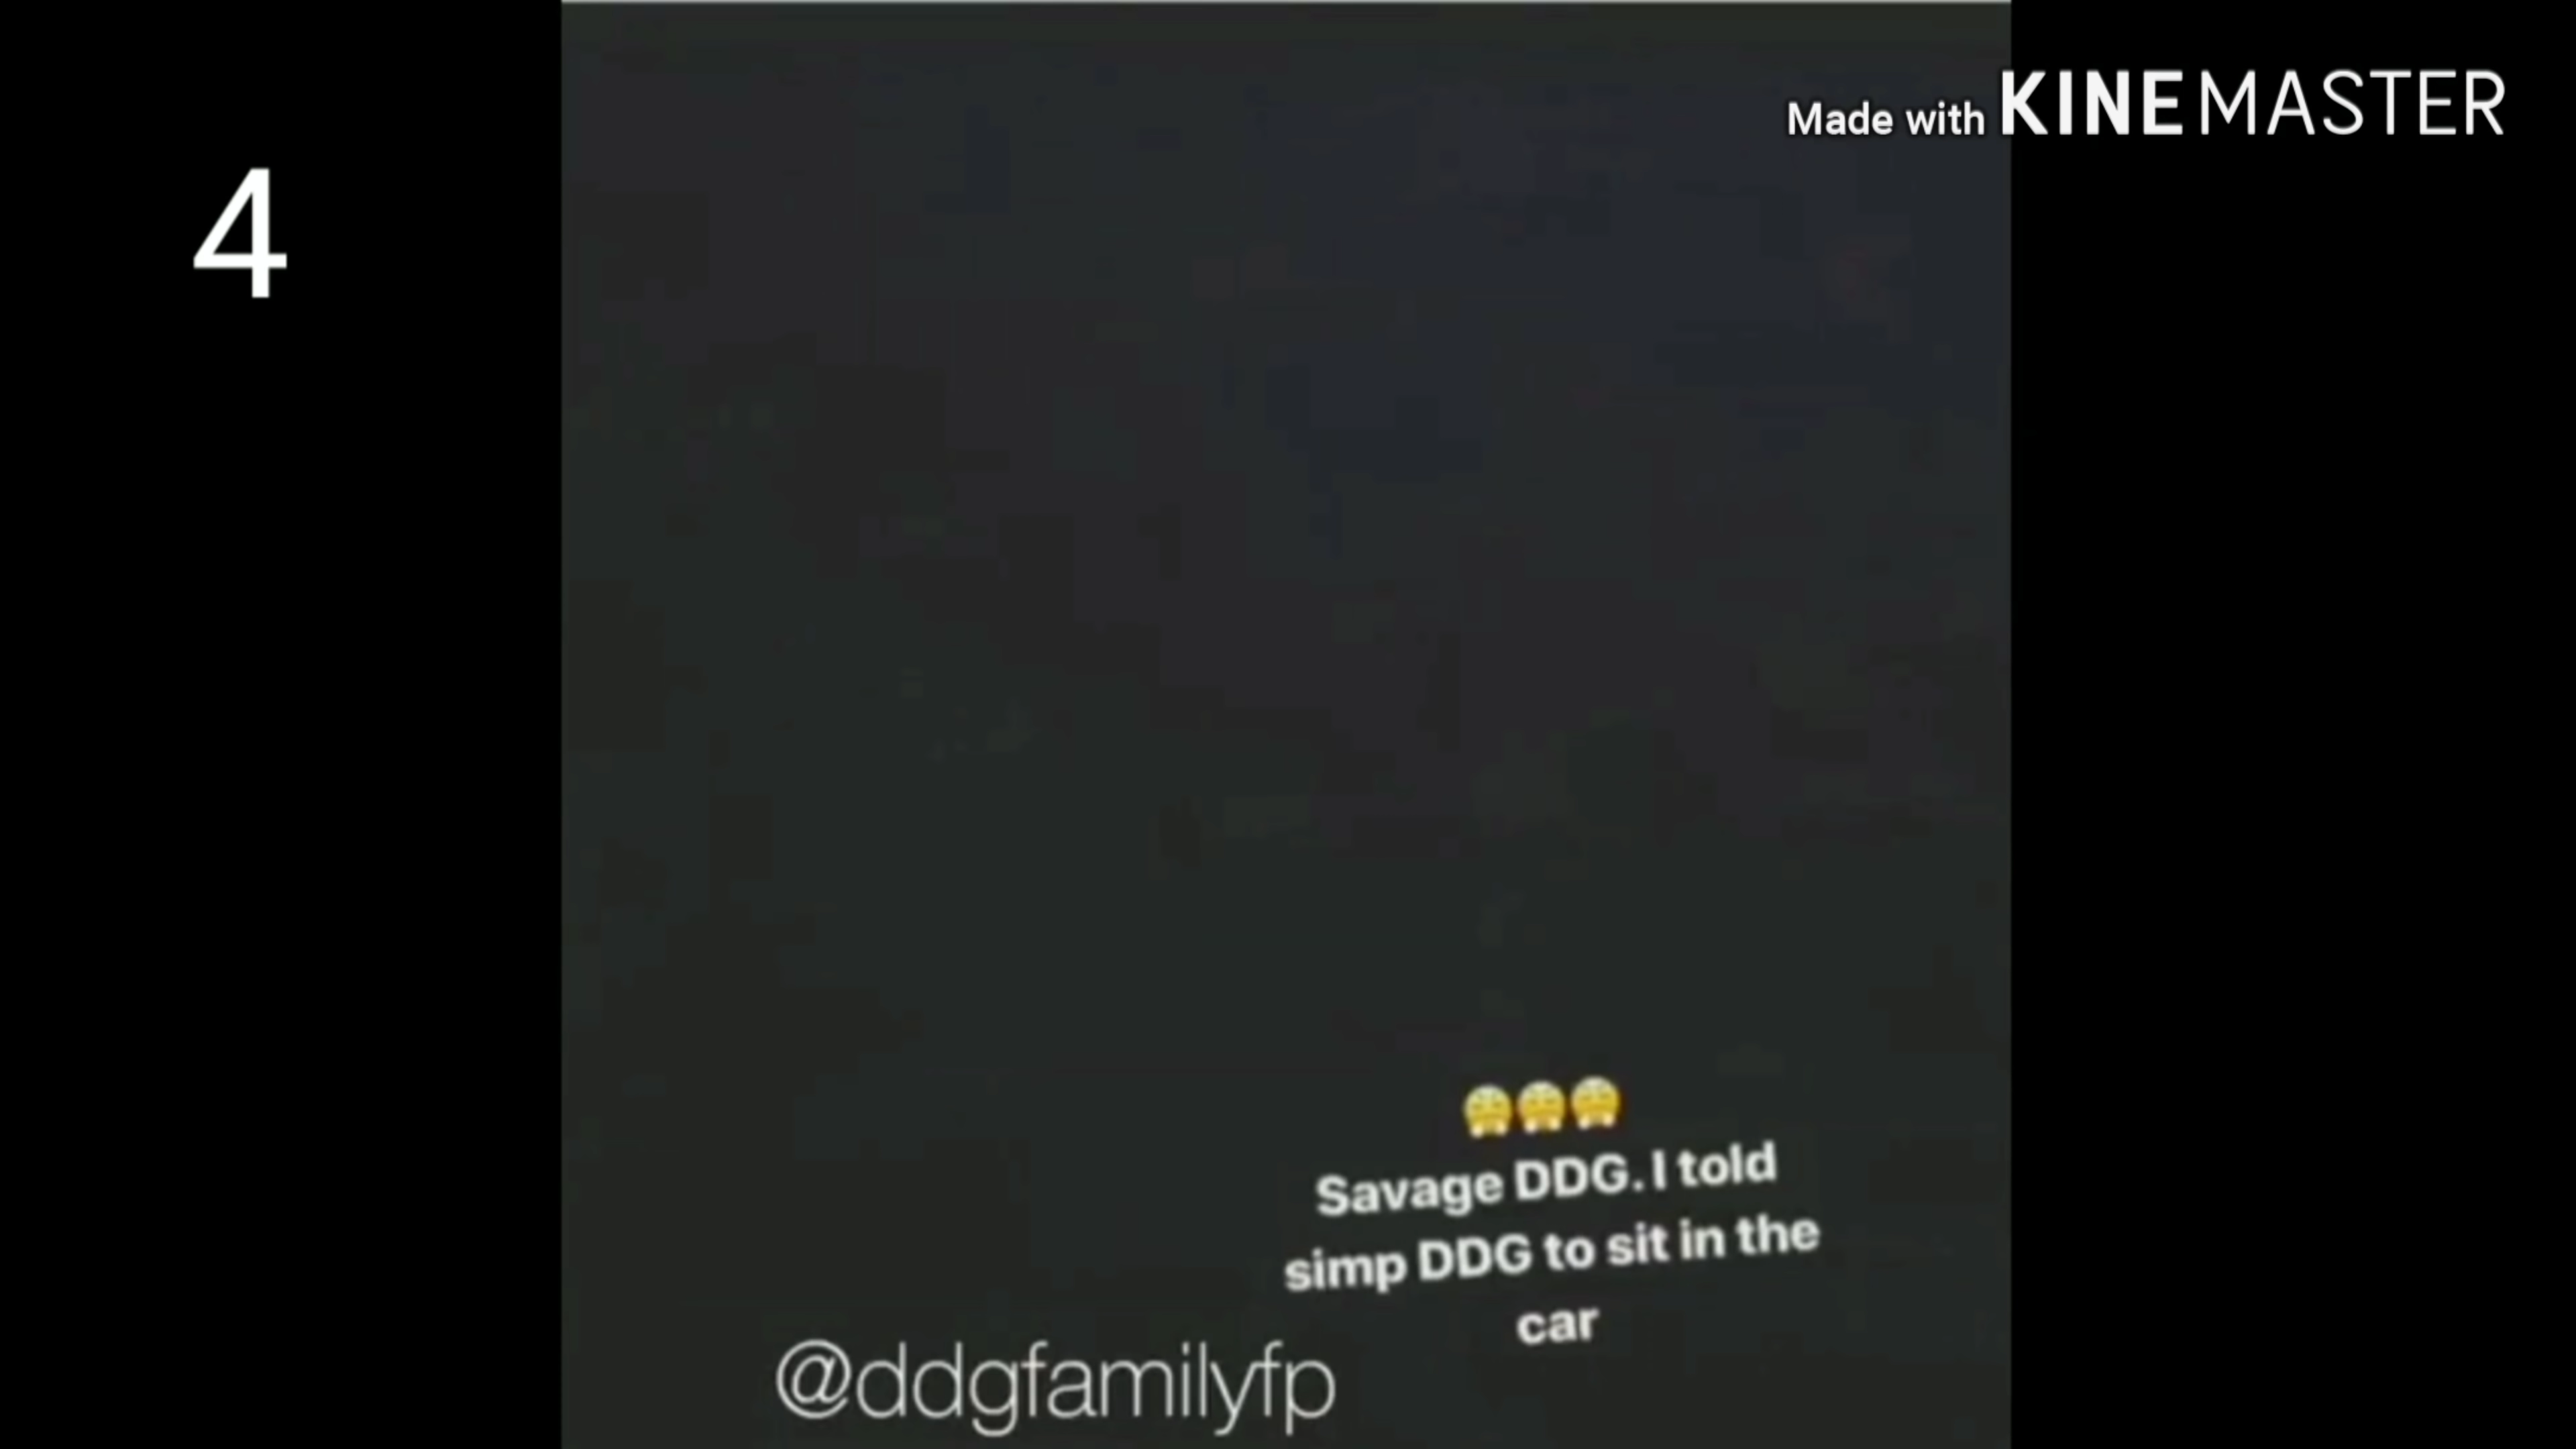 Made with KINEMASTER
4
😤😤😤
Savage DDG. I told
simp DDG to sit in the
car
@ddgfamilyfp